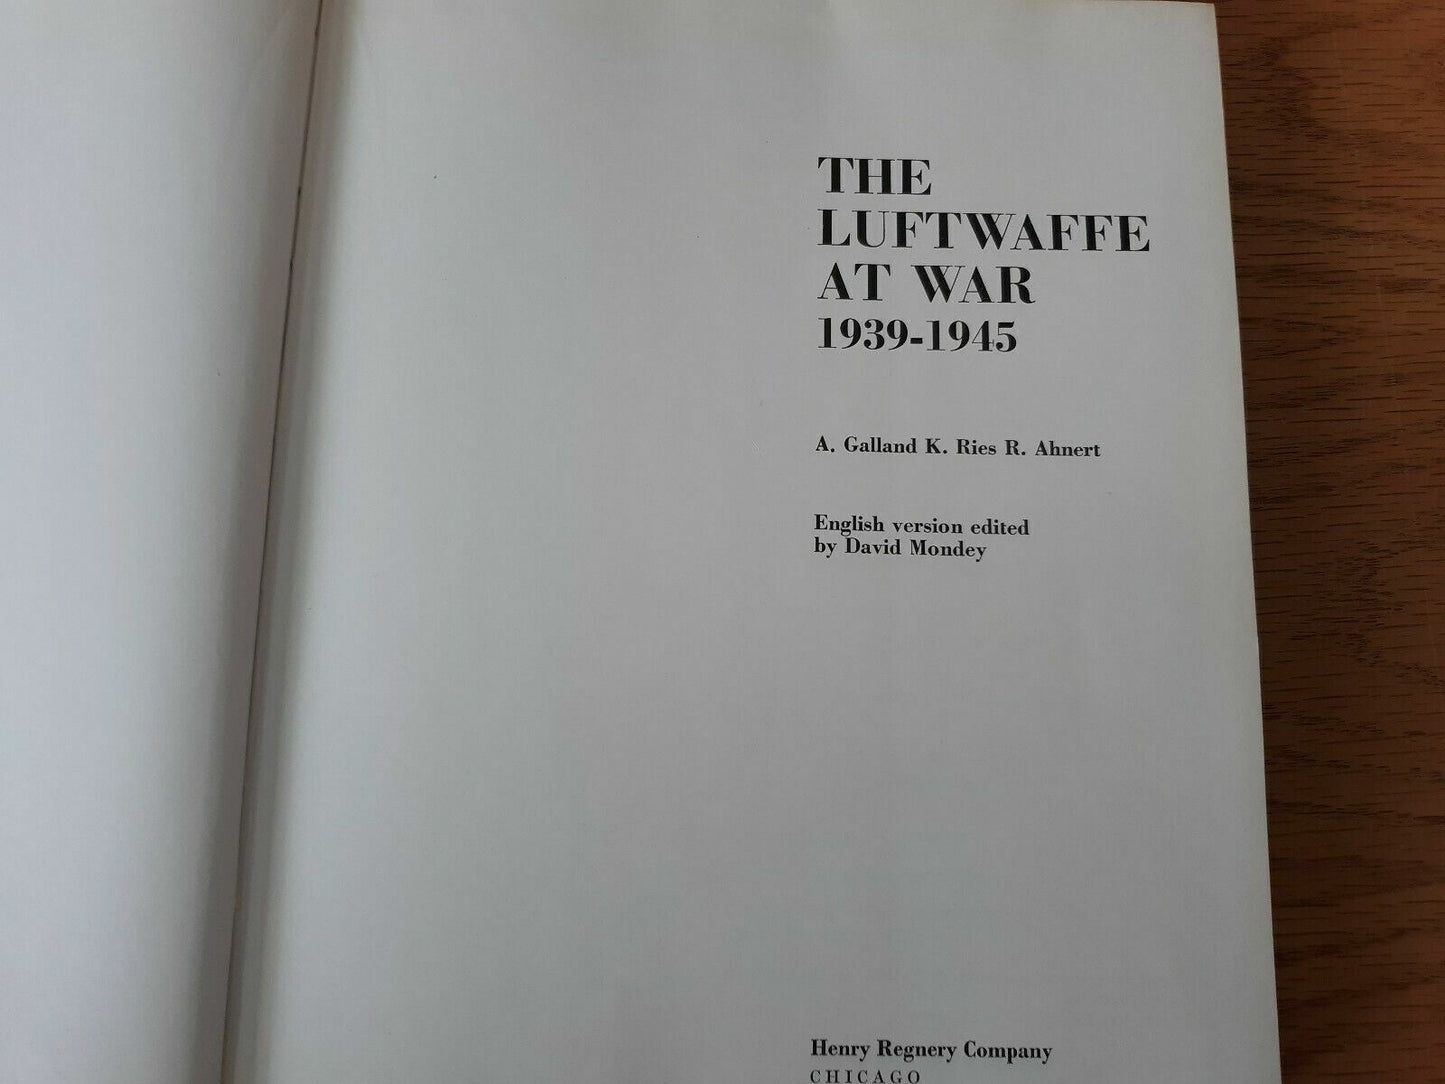 THE
LUFTWAFFE
AT WAR
1939-1945
A. Galland K. Ries R. Ahnert
English version edited
by David Mondey
Henry Regnery Company
CHICAGO